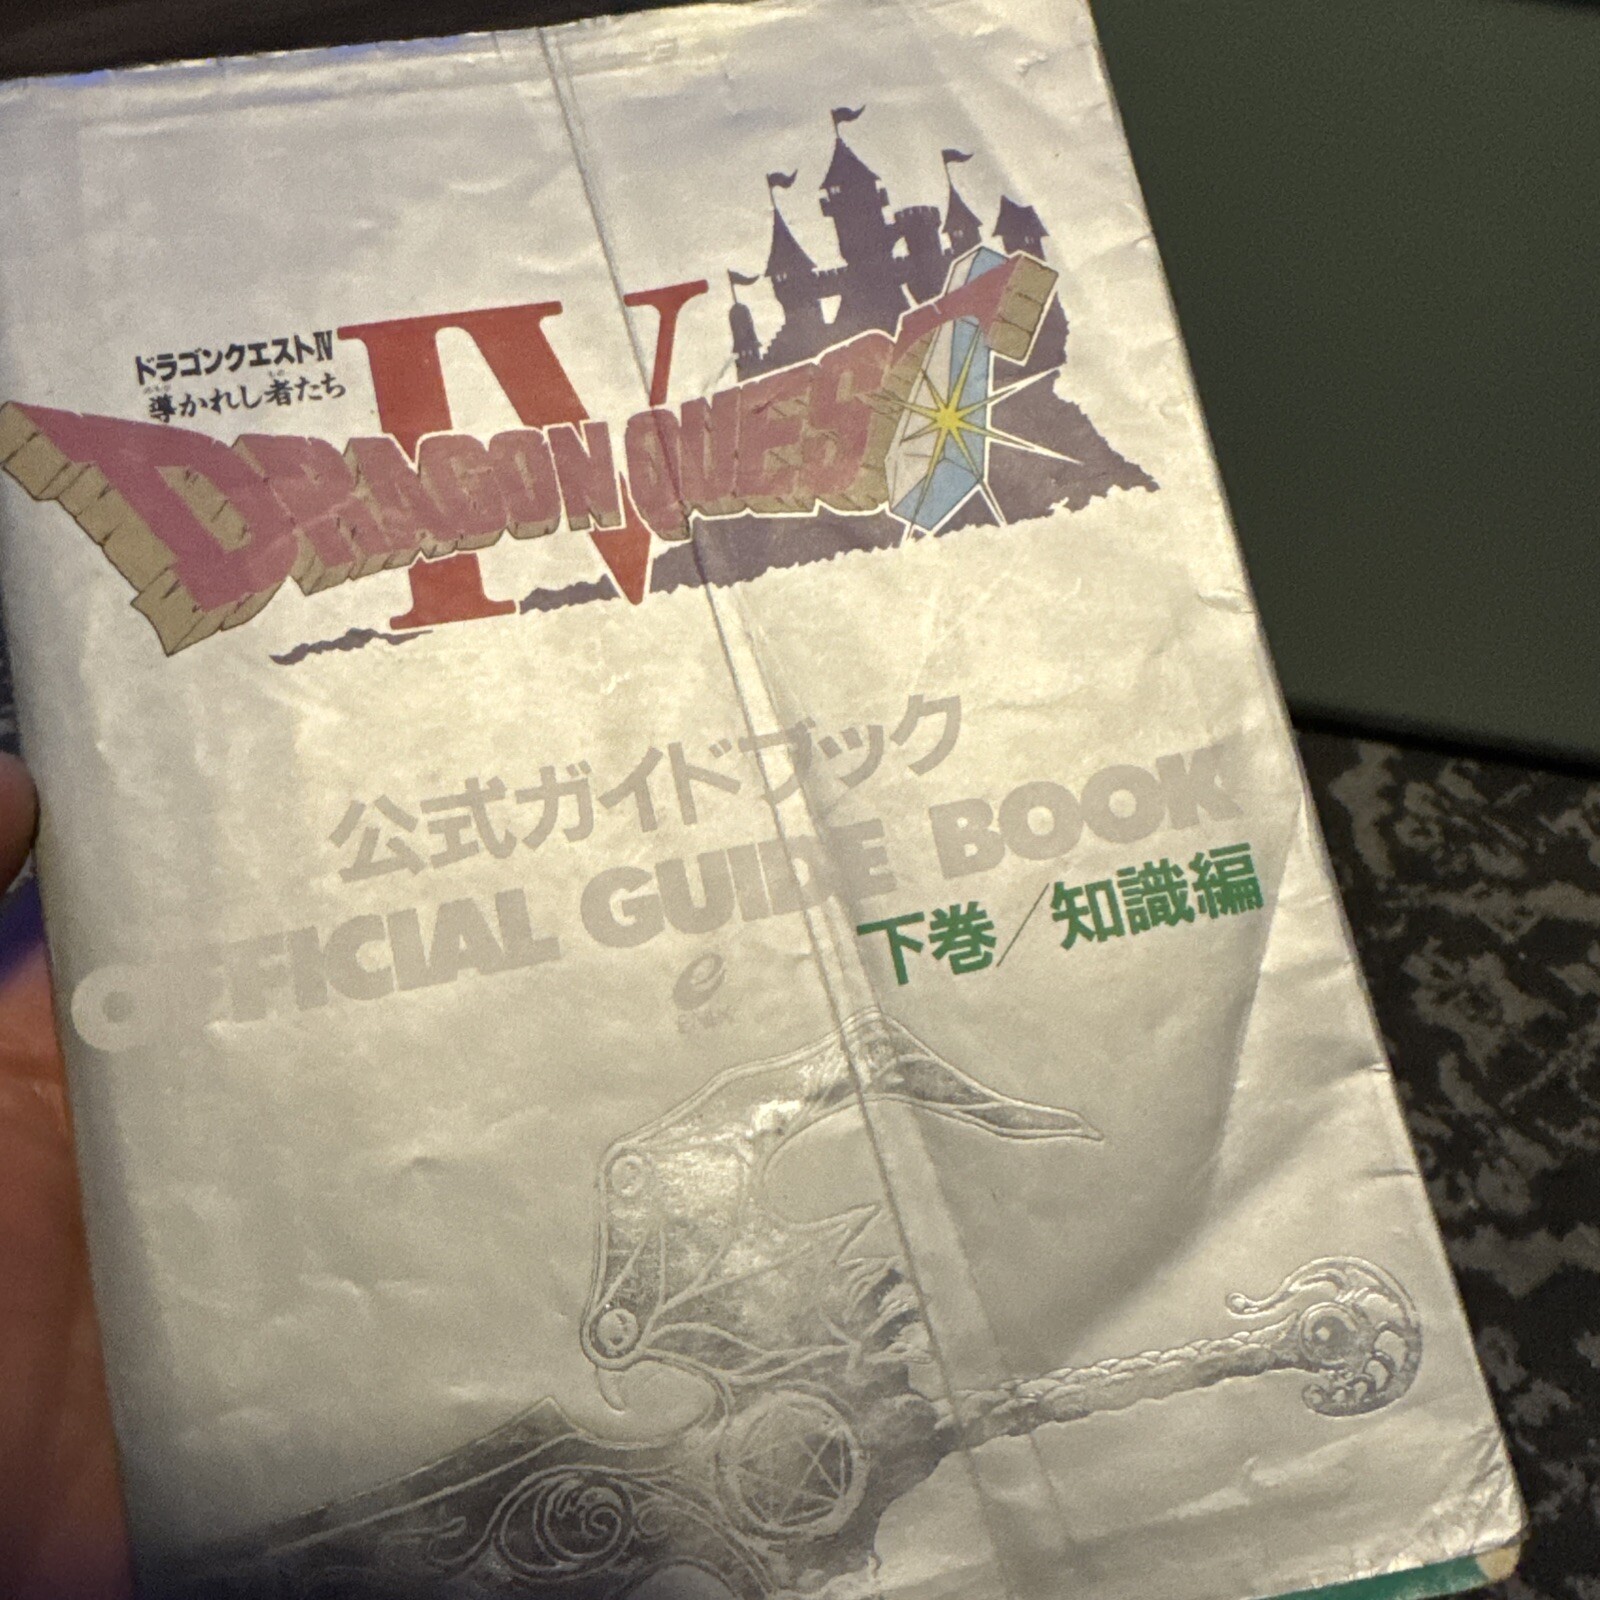 ドラゴンクエストIV
導かれし者たち
IV
DRAGON QUEST
公式ガイドブック
OFFICIAL GUIDE BOOK
下巻/知識編